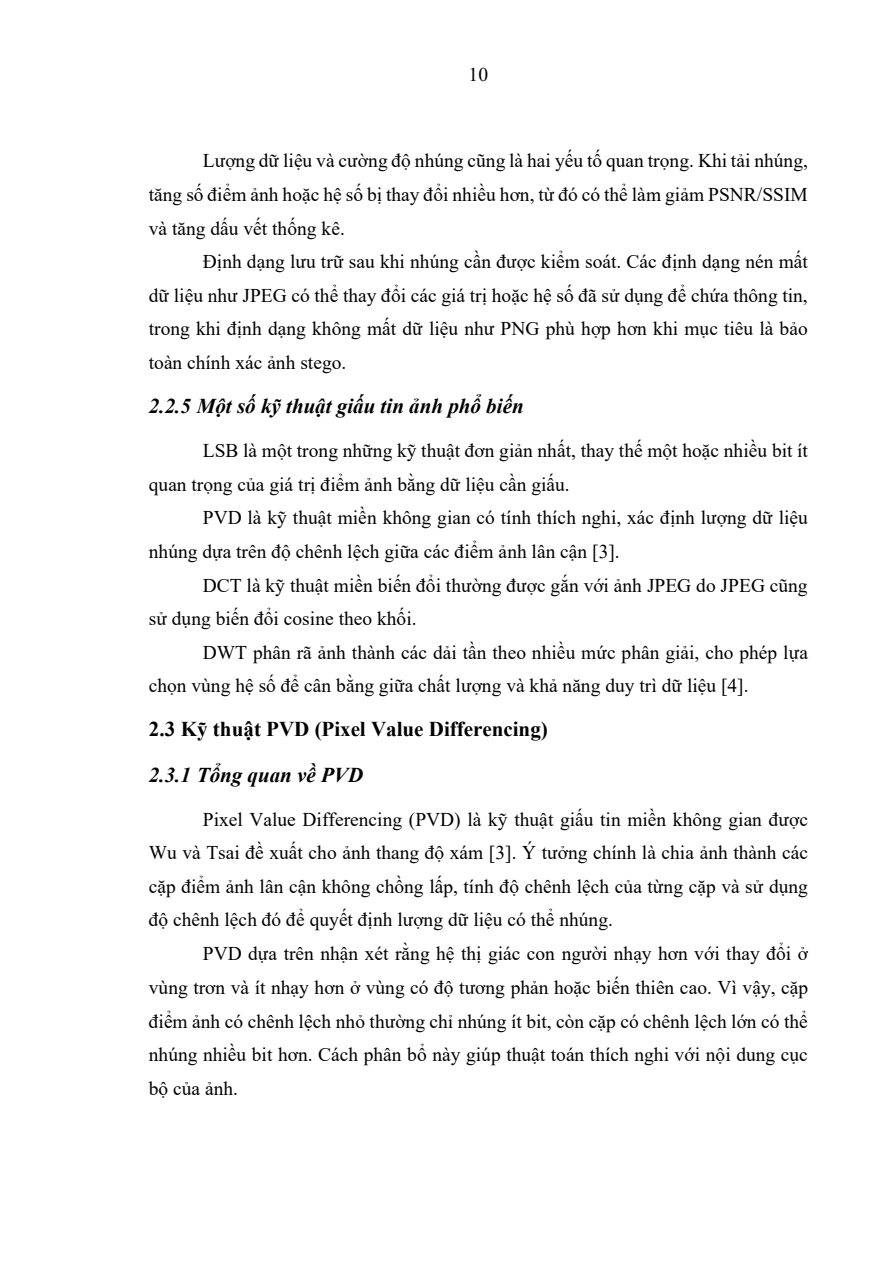 10
Lượng dữ liệu và cường độ nhúng cũng là hai yếu tố quan trọng. Khi tải nhúng,
tăng số điểm ảnh hoặc hệ số bị thay đổi nhiều hơn, từ đó có thể làm giảm PSNR/SSIM
và tăng dấu vết thống kê.
Định dạng lưu trữ sau khi nhúng cần được kiểm soát. Các định dạng nén mất
dữ liệu như JPEG có thể thay đổi các giá trị hoặc hệ số đã sử dụng để chứa thông tin,
trong khi định dạng không mất dữ liệu như PNG phù hợp hơn khi mục tiêu là bảo
toàn chính xác ảnh stego.
2.2.5 Một số kỹ thuật giấu tin ảnh phổ biến
LSB là một trong những kỹ thuật đơn giản nhất, thay thế một hoặc nhiều bit ít
quan trọng của giá trị điểm ảnh bằng dữ liệu cần giấu.
PVD là kỹ thuật miền không gian có tính thích nghi, xác định lượng dữ liệu
nhúng dựa trên độ chênh lệch giữa các điểm ảnh lân cận [3].
DCT là kỹ thuật miền biến đổi thường được gắn với ảnh JPEG do JPEG cũng
sử dụng biến đổi cosine theo khối.
DWT phân rã ảnh thành các dải tần theo nhiều mức phân giải, cho phép lựa
chọn vùng hệ số để cân bằng giữa chất lượng và khả năng duy trì dữ liệu [4].
2.3 Kỹ thuật PVD (Pixel Value Differencing)
2.3.1 Tổng quan về PVD
Pixel Value Differencing (PVD) là kỹ thuật giấu tin miền không gian được
Wu và Tsai đề xuất cho ảnh thang độ xám [3]. Ý tưởng chính là chia ảnh thành các
cặp điểm ảnh lân cận không chồng lấp, tính độ chênh lệch của từng cặp và sử dụng
độ chênh lệch đó để quyết định lượng dữ liệu có thể nhúng.
PVD dựa trên nhận xét rằng hệ thị giác con người nhạy hơn với thay đổi ở
vùng trơn và ít nhạy hơn ở vùng có độ tương phản hoặc biến thiên cao. Vì vậy, cặp
điểm ảnh có chênh lệch nhỏ thường chỉ nhúng ít bit, còn cặp có chênh lệch lớn có thể
nhúng nhiều bit hơn. Cách phân bổ này giúp thuật toán thích nghi với nội dung cục
bộ của ảnh.